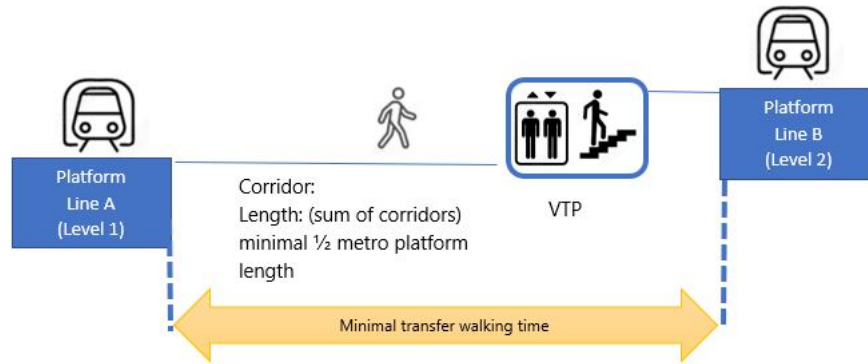 Platform
Line A
(Level 1)
Corridor:
Length: (sum of corridors)
minimal ½ metro platform
length
VTP
Platform
Line B
(Level 2)
Minimal transfer walking time